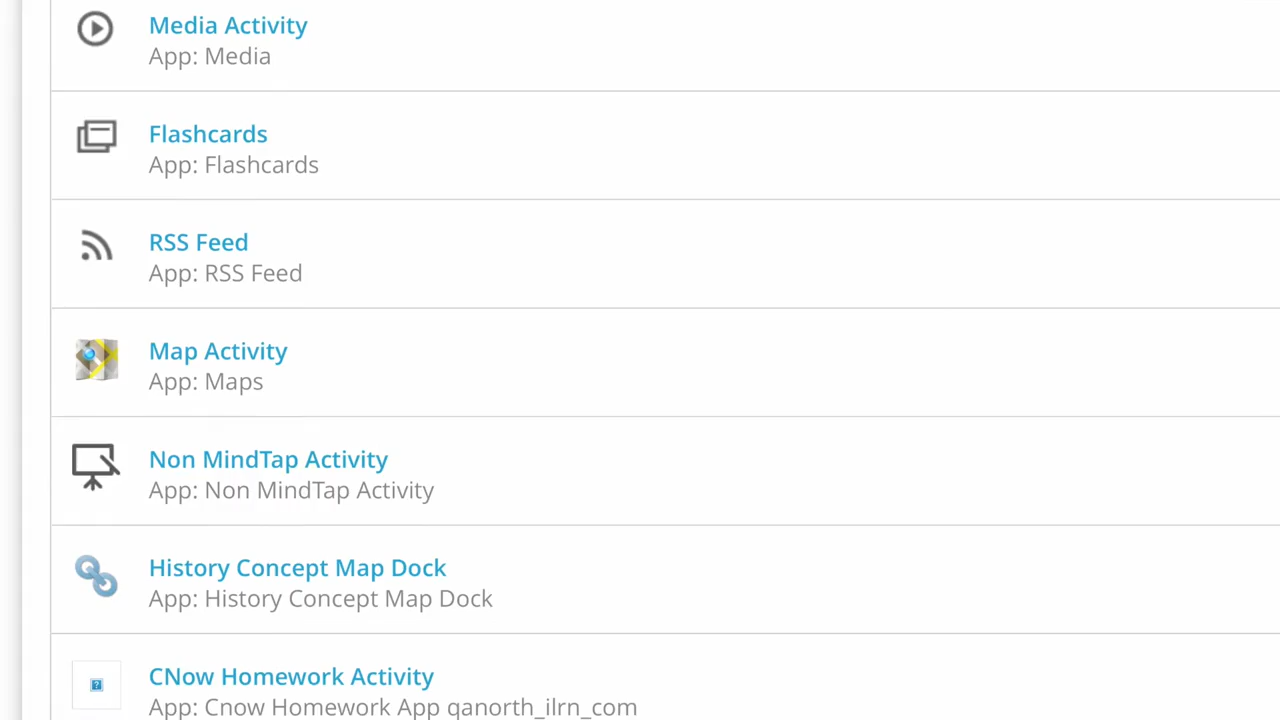 Media Activity
App: Media
Flashcards
App: Flashcards
RSS Feed
App: RSS Feed
Map Activity
App: Maps
Non MindTap Activity
App: Non MindTap Activity
History Concept Map Dock
App: History Concept Map Dock
CNow Homework Activity
App: Cnow Homework App qanorth_ilrn_com